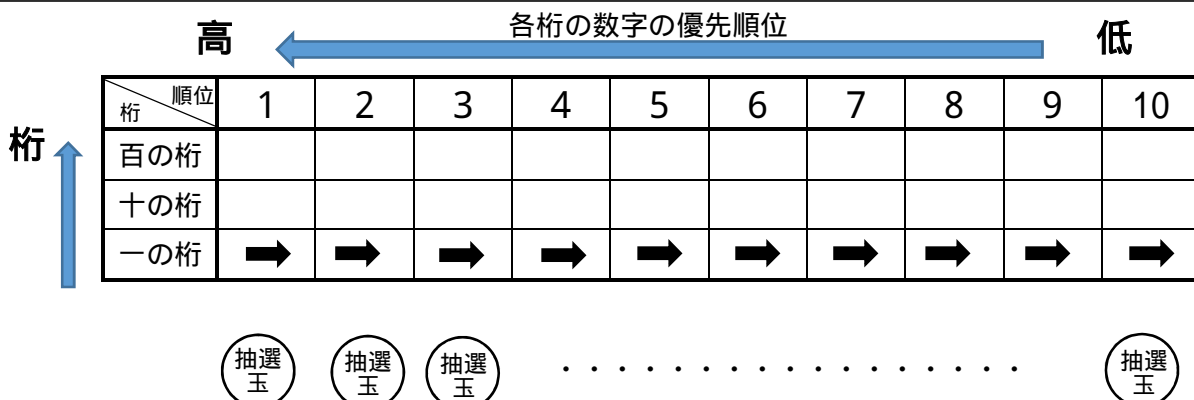 各桁の数字の優先順位
高 低
順位
桁 1 2 3 4 5 6 7 8 9 10
桁
百の桁
十の桁
一の桁
抽選 抽選 抽選 ・・・・・・・・・・・・・・・・・ 抽選
玉 玉 玉 玉